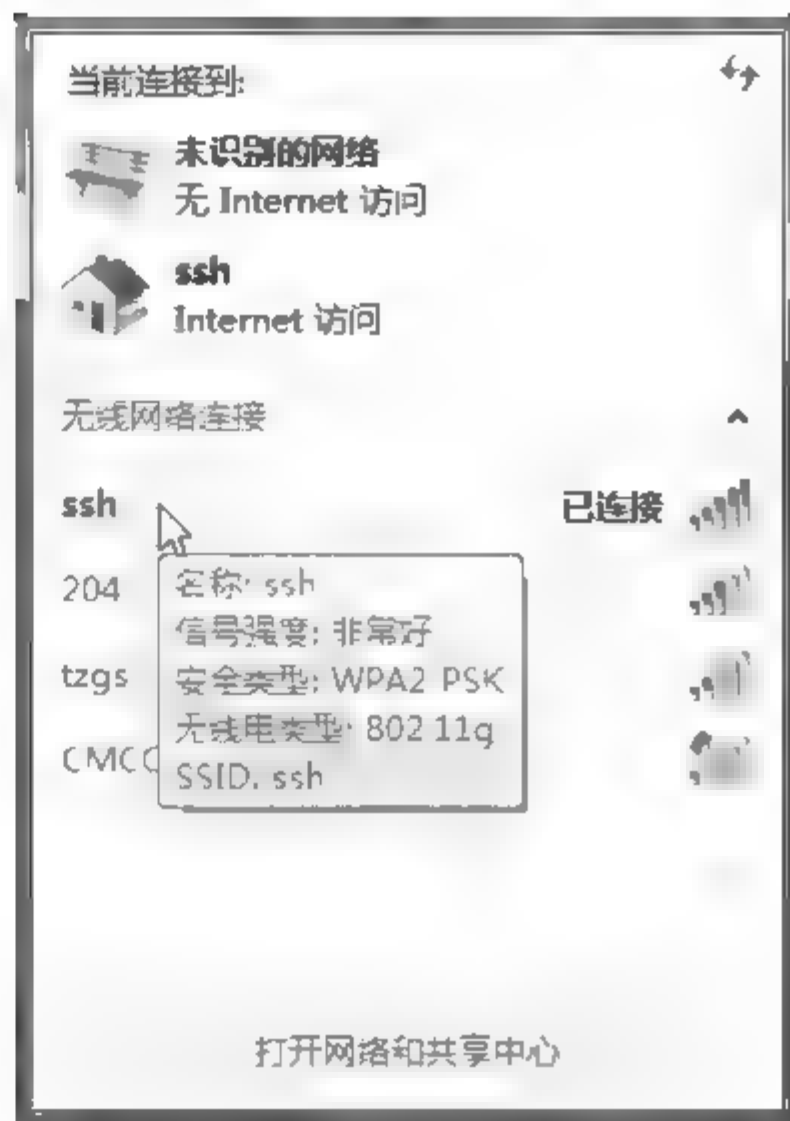 当前连接到:
未识别的网络
无 Internet 访问
ssh
Internet 访问
无线网络连接
ssh 已连接
204
tzgs
CMCC
名称: ssh
信号强度: 非常好
安全类型: WPA2 PSK
无线电类型: 802 11g
SSID: ssh
打开网络和共享中心